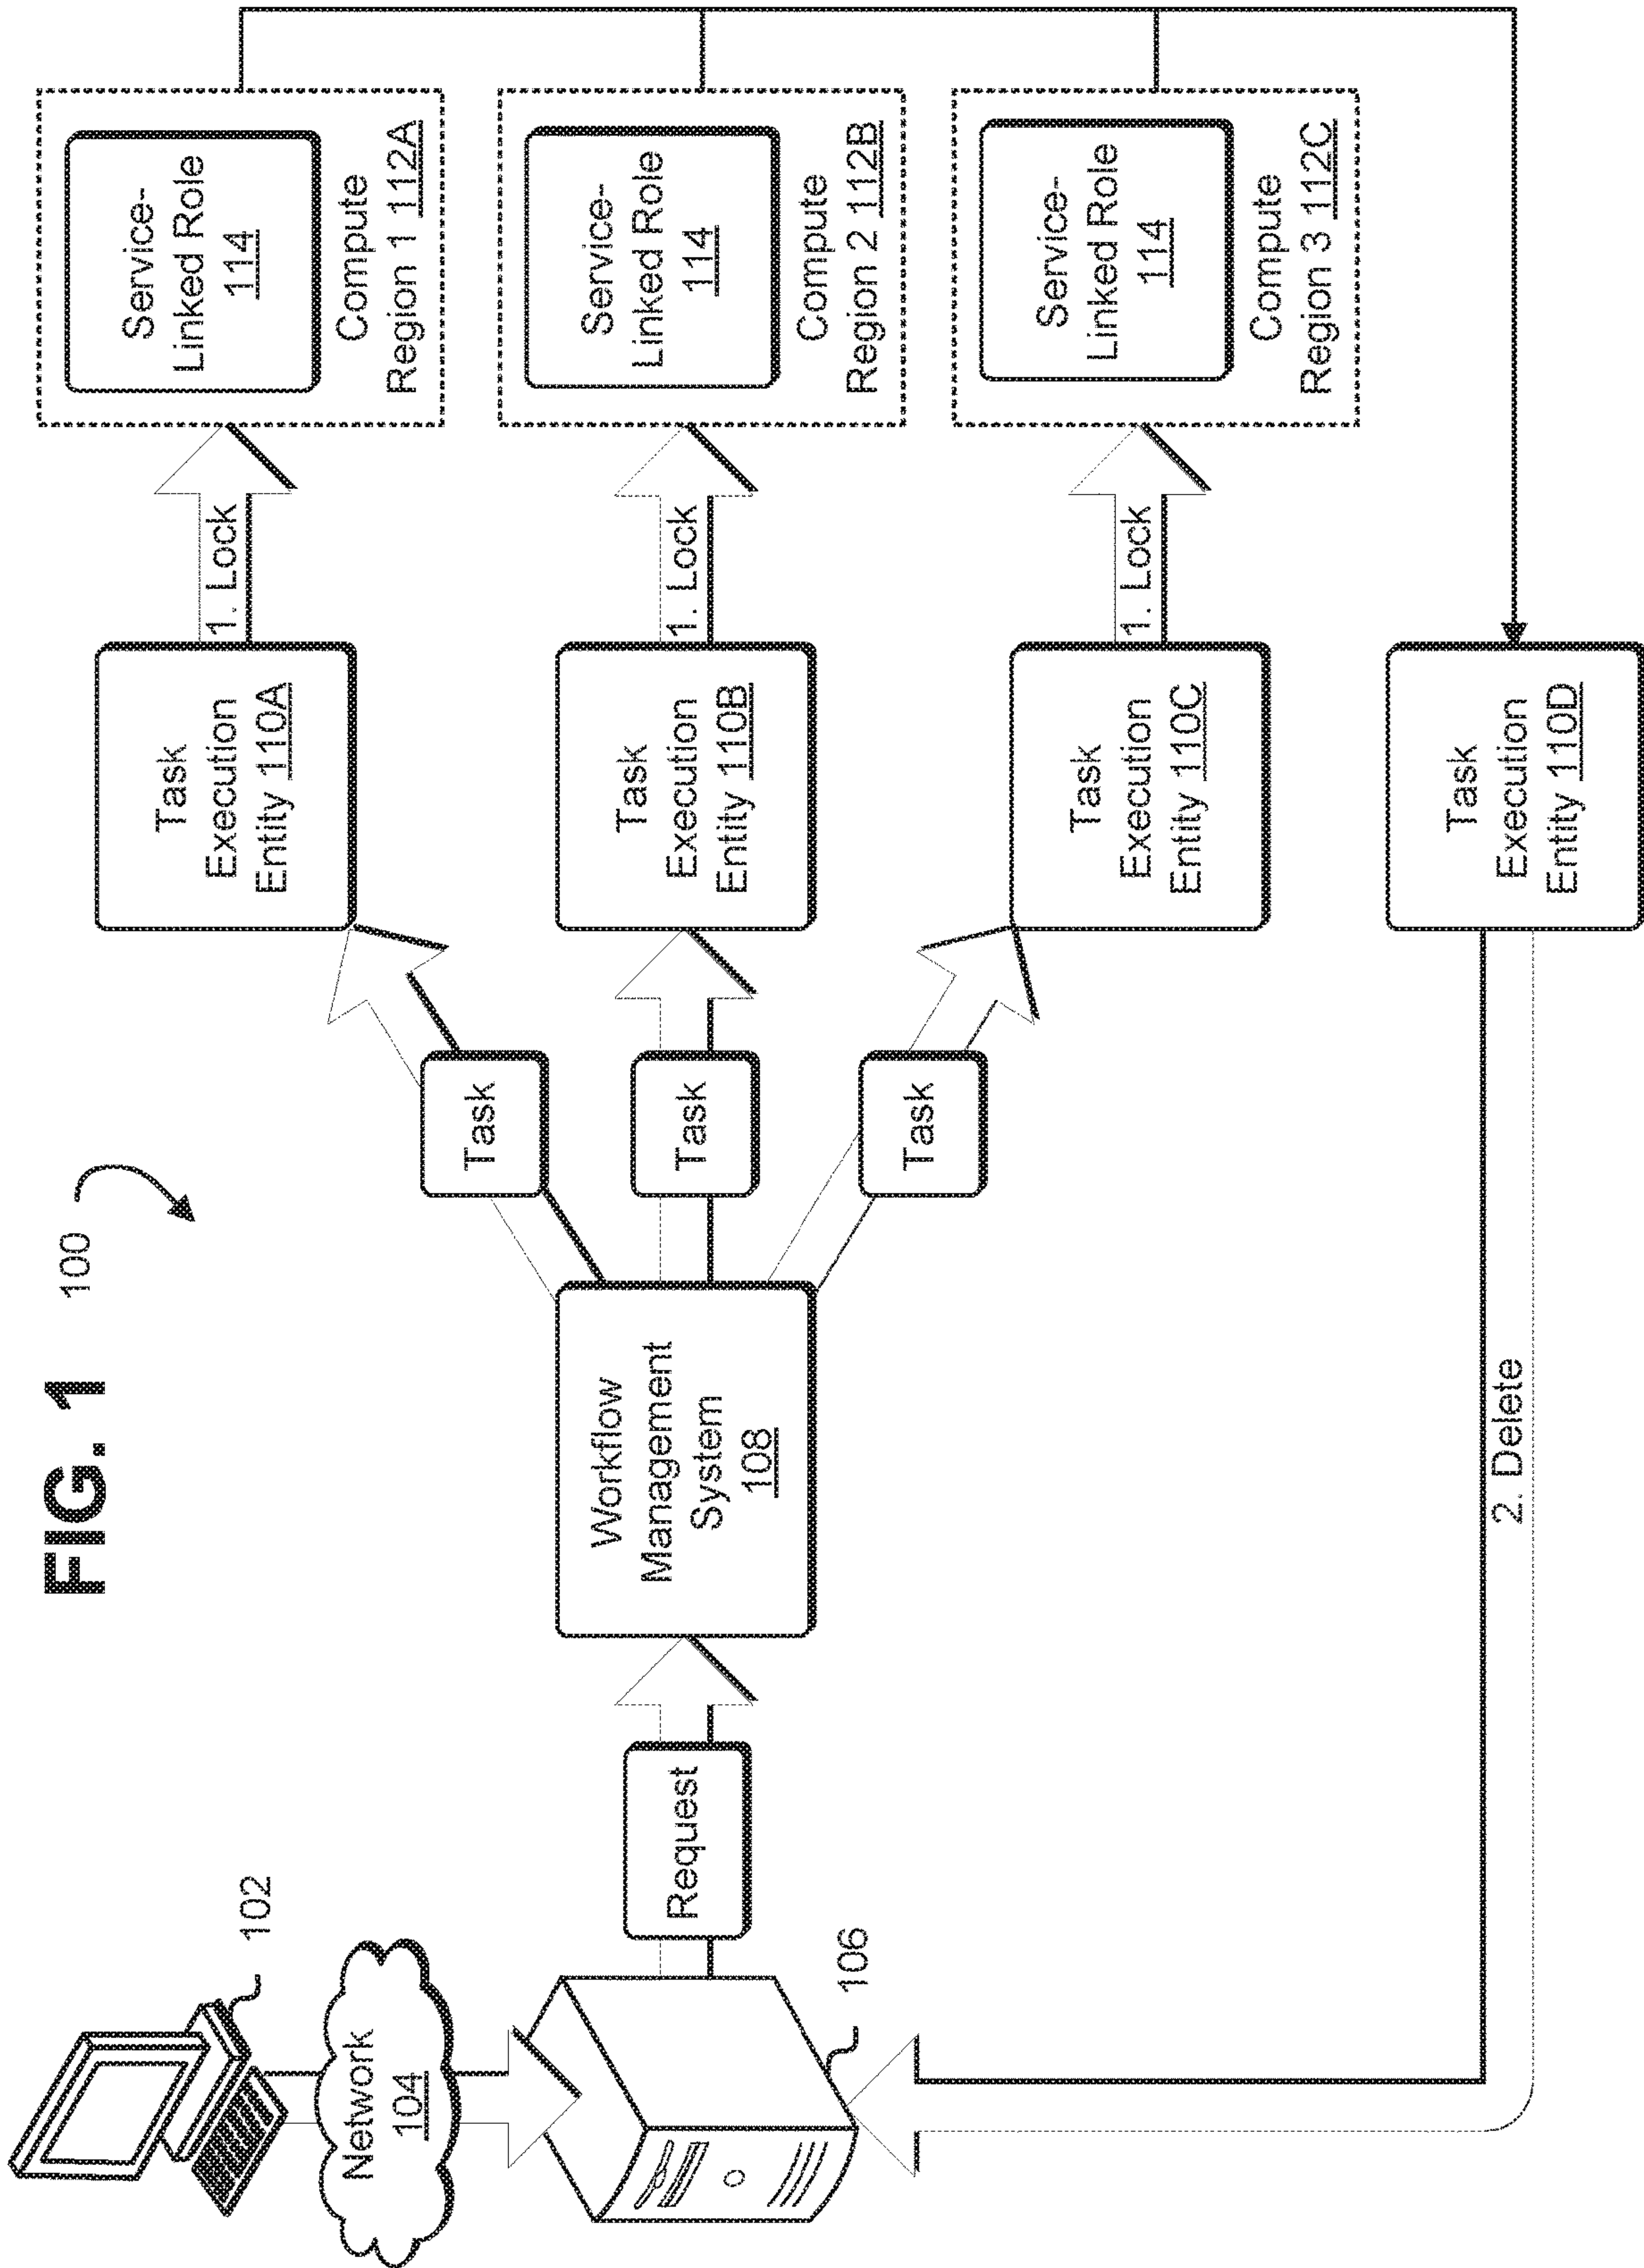 FIG. 1
100
102
Network
104
106
Request
Workflow
Management
System
108
Task
Task
Task
Task
Execution
Entity 110A
Task
Execution
Entity 110B
Task
Execution
Entity 110C
Task
Execution
Entity 110D
1. Lock
1. Lock
1. Lock
Service-
Linked Role
114
Compute
Region 1 112A
Service-
Linked Role
114
Compute
Region 2 112B
Service-
Linked Role
114
Compute
Region 3 112C
2. Delete